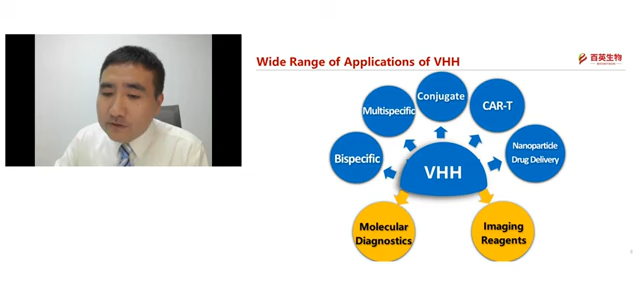 Wide Range of Applications of VHH
百英生物
Conjugate
Multispecific
CAR-T
Bispecific
Nanoparticle
Drug Delivery
VHH
Molecular
Diagnostics
Imaging
Reagents